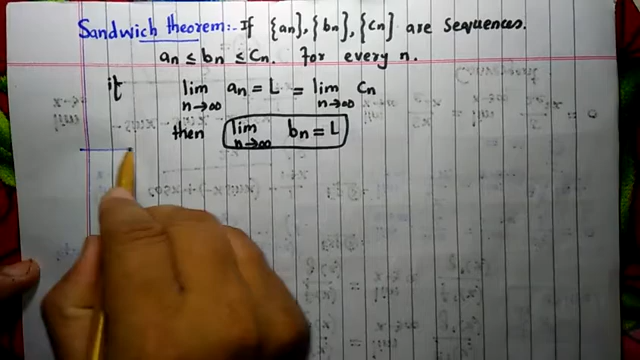 Sandwich theorem:- If {an},{bn},{cn} are sequences.
an ≤ bn ≤ cn. for every n.
if lim n→∞ an = L = lim n→∞ cn
then lim n→∞ bn = L